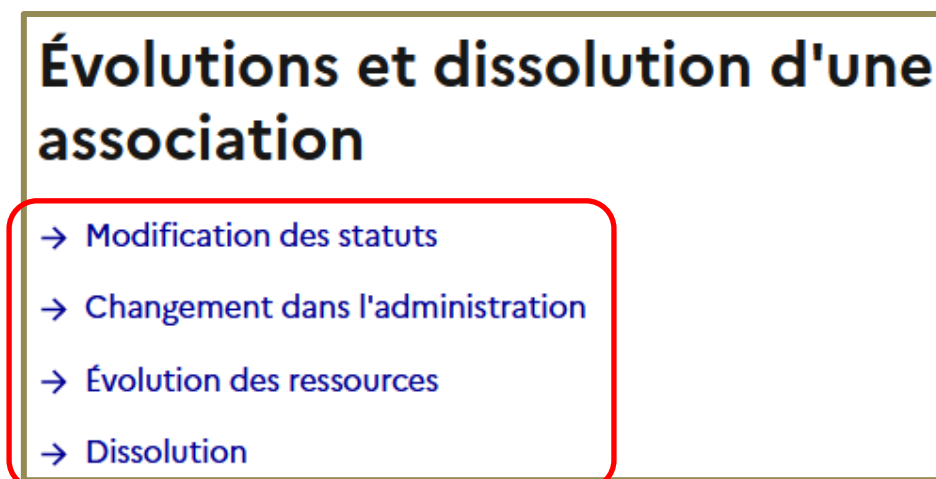 Évolutions et dissolution d'une
association
→ Modification des statuts
→ Changement dans l'administration
→ Évolution des ressources
→ Dissolution